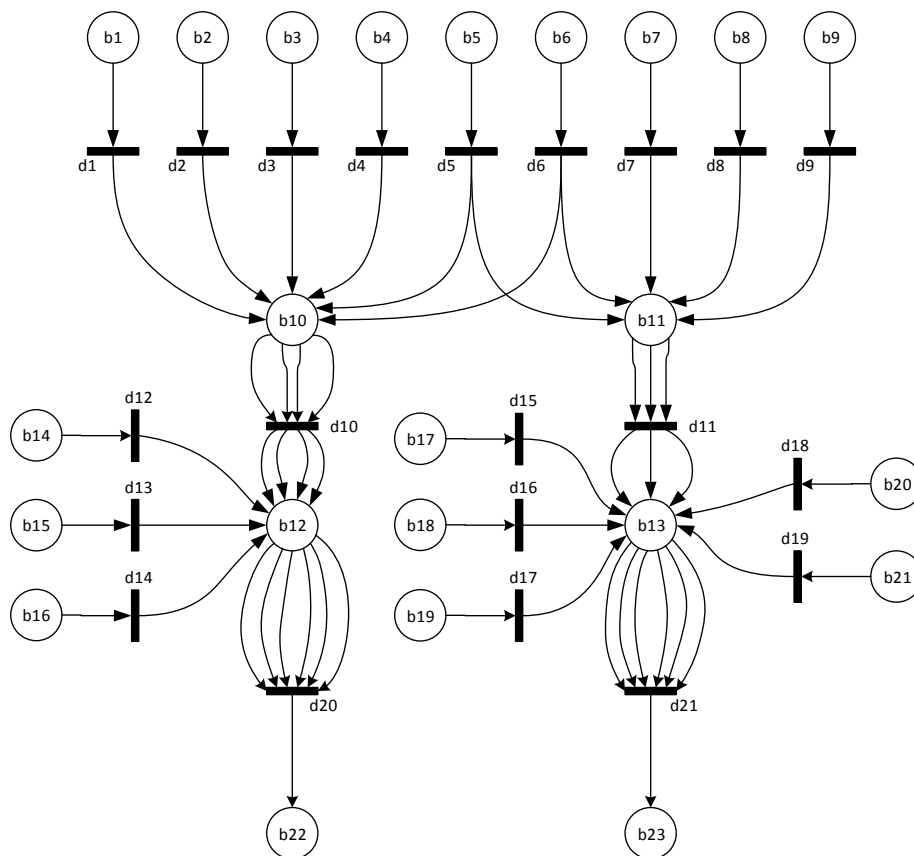 b1 b2 b3 b4 b5 b6 b7 b8 b9
d1 d2 d3 d4 d5 d6 d7 d8 d9
b10 b11
d12 d15
d10 d11
b14 b17 d18
b20
d13 d16
b15 b12 b18 b13 d19
b21
d14 d17
b16 b19
d20 d21
b22 b23